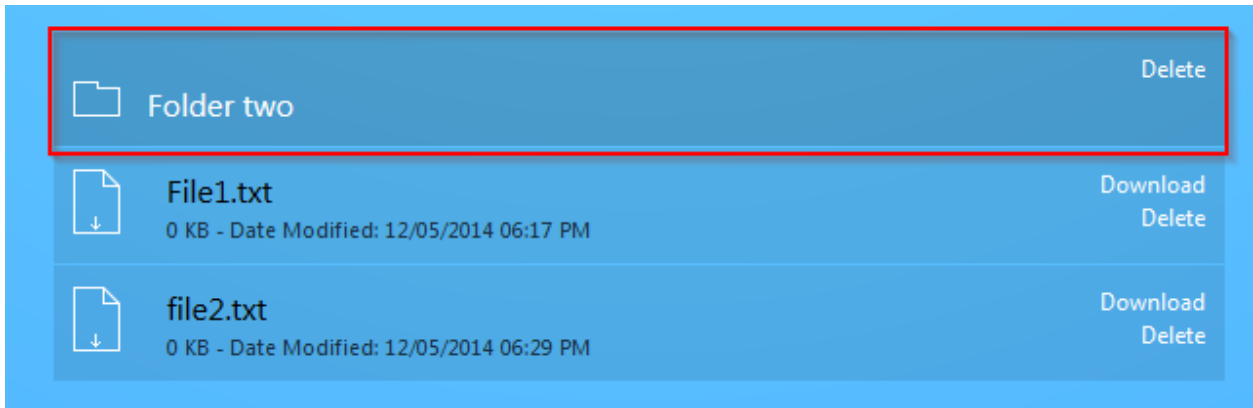 Delete
Folder two
File1.txt
Download
0 KB - Date Modified: 12/05/2014 06:17 PM
Delete
file2.txt
Download
0 KB - Date Modified: 12/05/2014 06:29 PM
Delete